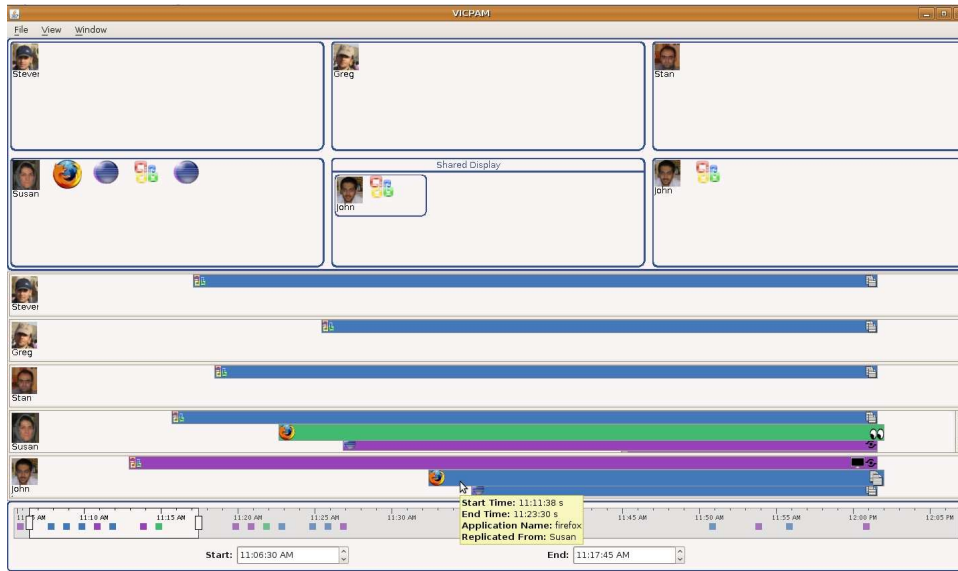 VICPAM
File View Window
Steven
Greg
Stan
Susan
Shared Display
John
John
Steven
Greg
Stan
Susan
John
Start Time: 11:11:38 s
End Time: 11:23:30 s
Application Name: firefox
Replicated From: Susan
11:10 AM 11:15 AM 11:20 AM 11:25 AM 11:30 AM 11:45 AM 11:50 AM 11:55 AM 12:00 PM 12:05 PM
Start: 11:06:30 AM End: 11:17:45 AM